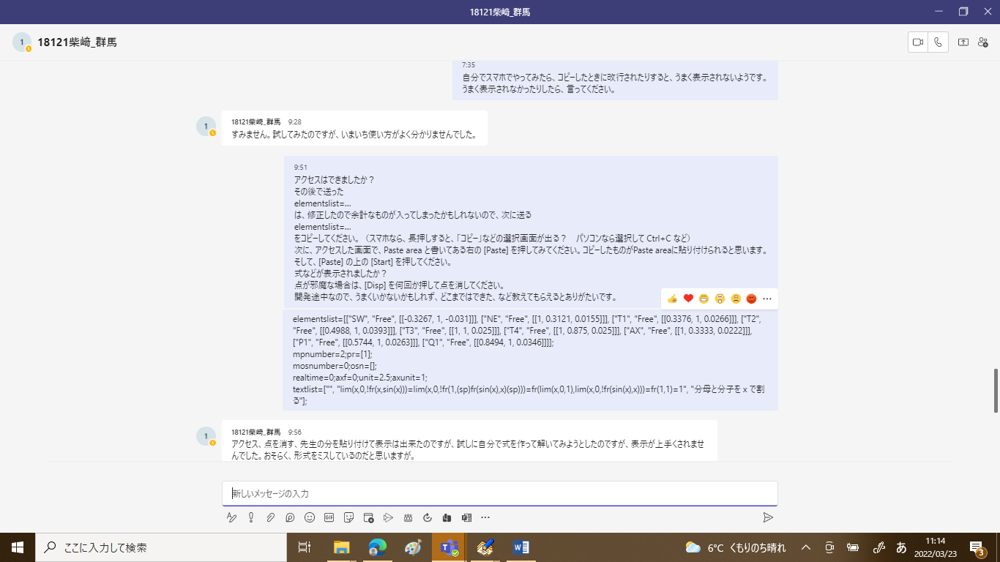 18121柴﨑_群馬
1
18121柴﨑_群馬
7:35
自分でスマホでやってみたら、コピーしたときに改行されたりすると、うまく表示されないようです。
うまく表示されなかったりしたら、言ってください。
1
18121柴﨑_群馬 9:28
すみません。試してみたのですが、いまいち使い方がよく分かりませんでした。
9:51
アクセスはできましたか？
その後で送った
elementslist=...
は、修正したので余計なものが入ってしまったかもしれないので、次に送る
elementslist=...
をコピーしてください。（スマホなら、長押しすると、「コピー」などの選択画面が出る？　パソコンなら選択して Ctrl+C など）
次に、アクセスした画面で、Paste area と書いてある右の [Paste] を押してみてください。コピーしたものがPaste areaに貼り付けられると思います。
そして、[Paste] の上の [Start] を押してください。
式などが表示されましたか？
点が邪魔な場合は、[Disp] を何回か押して点を消してください。
開発途中なので、うまくいかないかもしれず、どこまではできた、など教えてもらえるとありがたいです。
elementslist=[["SW", "Free", [[-0.3267, 1, -0.031]]], ["NE", "Free", [[1, 0.3121, 0.0155]]], ["T1", "Free", [[0.3376, 1, 0.0266]]], ["T2",
"Free", [[0.4988, 1, 0.0393]]], ["T3", "Free", [[1, 1, 0.025]]], ["T4", "Free", [[1, 0.875, 0.025]]], ["AX", "Free", [[1, 0.3333, 0.0222]]],
["P1", "Free", [[0.5744, 1, 0.0263]]], ["Q1", "Free", [[0.8494, 1, 0.0346]]]];
mpnumber=2;pr=[1];
mosnumber=0;osn=[];
realtime=0;axf=0;unit=2.5;axunit=1;
textlist=["", "lim(x,0,!fr(x,sin(x)))=lim(x,0,!fr(1,(sp)fr(sin(x),x)(sp)))=fr(lim(x,0,1),lim(x,0,!fr(sin(x),x)))=fr(1,1)=1", "分母と分子を x で割
る"];
1
18121柴﨑_群馬 9:56
アクセス、点を消す、先生の分を貼り付けて表示は出来たのですが、試しに自分で式を作って解いてみようとしたのですが、表示が上手くされませ
んでした。おそらく、形式をミスしているのだと思いますが。
新しいメッセージの入力
GIF
ここに入力して検索
6°C くもりのち晴れ
あ
11:14
2022/03/23
3